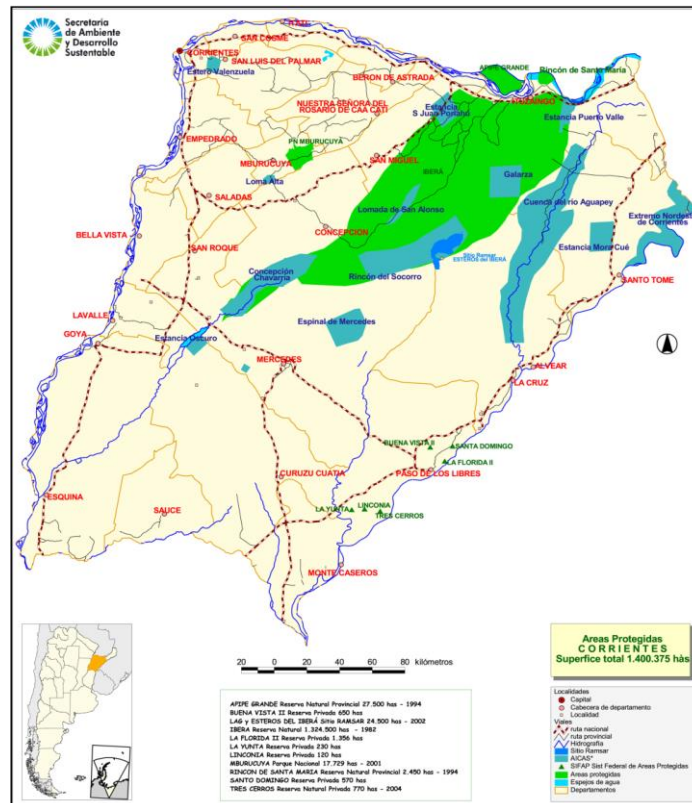 Secretaría
de Ambiente
y Desarrollo
Sustentable
SAN COSME
CORRIENTES
SAN LUIS DEL PALMAR
Estero Valenzuela
BERON DE ASTRADA
APIPE GRANDE
Rincón de Santa María
ITUZAINGO
NUESTRA SEÑORA DEL
ROSARIO DE CAA CATI
Estancia
S Juan Poriahú
Estancia Puerto Valle
EMPEDRADO
PN MBURUCUYA
MBURUCUYA
SAN MIGUEL
IBERÁ
Galarza
Loma Alta
SALADAS
Lomada de San Alonso
Cuenca del río Aguapey
Extremo Nordeste
de Corrientes
CONCEPCION
BELLA VISTA
SAN ROQUE
Estancia Mora Cué
Sitio Ramsar
ESTEROS del IBERÁ
Concepción
Chavarría
Rincón del Socorro
SANTO TOME
LAVALLE
GOYA
Espinal de Mercedes
Estancia Oscuro
MERCEDES
ALVEAR
LA CRUZ
BUENA VISTA II
SANTA DOMINGO
LA FLORIDA II
PASO DE LOS LIBRES
CURUZU CUATIA
ESQUINA
SAUCE
LA YUNTA
LINCONIA
TRES CERROS
MONTE CASEROS
20 0 20 40 60 80 kilómetros
Areas Protegidas
CORRIENTES
Superfice total 1.400.375 hàs
APIPE GRANDE Reserva Natural Provincial 27.500 has - 1994
BUENA VISTA II Reserva Privada 650 has
LAG y ESTEROS DEL IBERÁ Sitio RAMSAR 24.500 has - 2002
IBERA Reserva Natural 1.324.500 has - 1982
LA FLORIDA II Reserva Privada 1.356 has
LA YUNTA Reserva Privada 230 has
LINCONIA Reserva Privada 120 has
MBURUCUYA Parque Nacional 17.729 has - 2001
RINCON DE SANTA MARIA Reserva Natural Provincial 2.450 has - 1994
SANTO DOMINGO Reserva Privada 570 has
TRES CERROS Reserva Privada 770 has - 2004
Localidades
Capital
Cabecera de departamento
Localidad
Viales
ruta nacional
ruta provincial
Hidrografía
Sitio Ramsar
AICAS*
SIFAP Sist Federal de Areas Protegidas
Areas protegidas
Espejos de agua
Departamentos